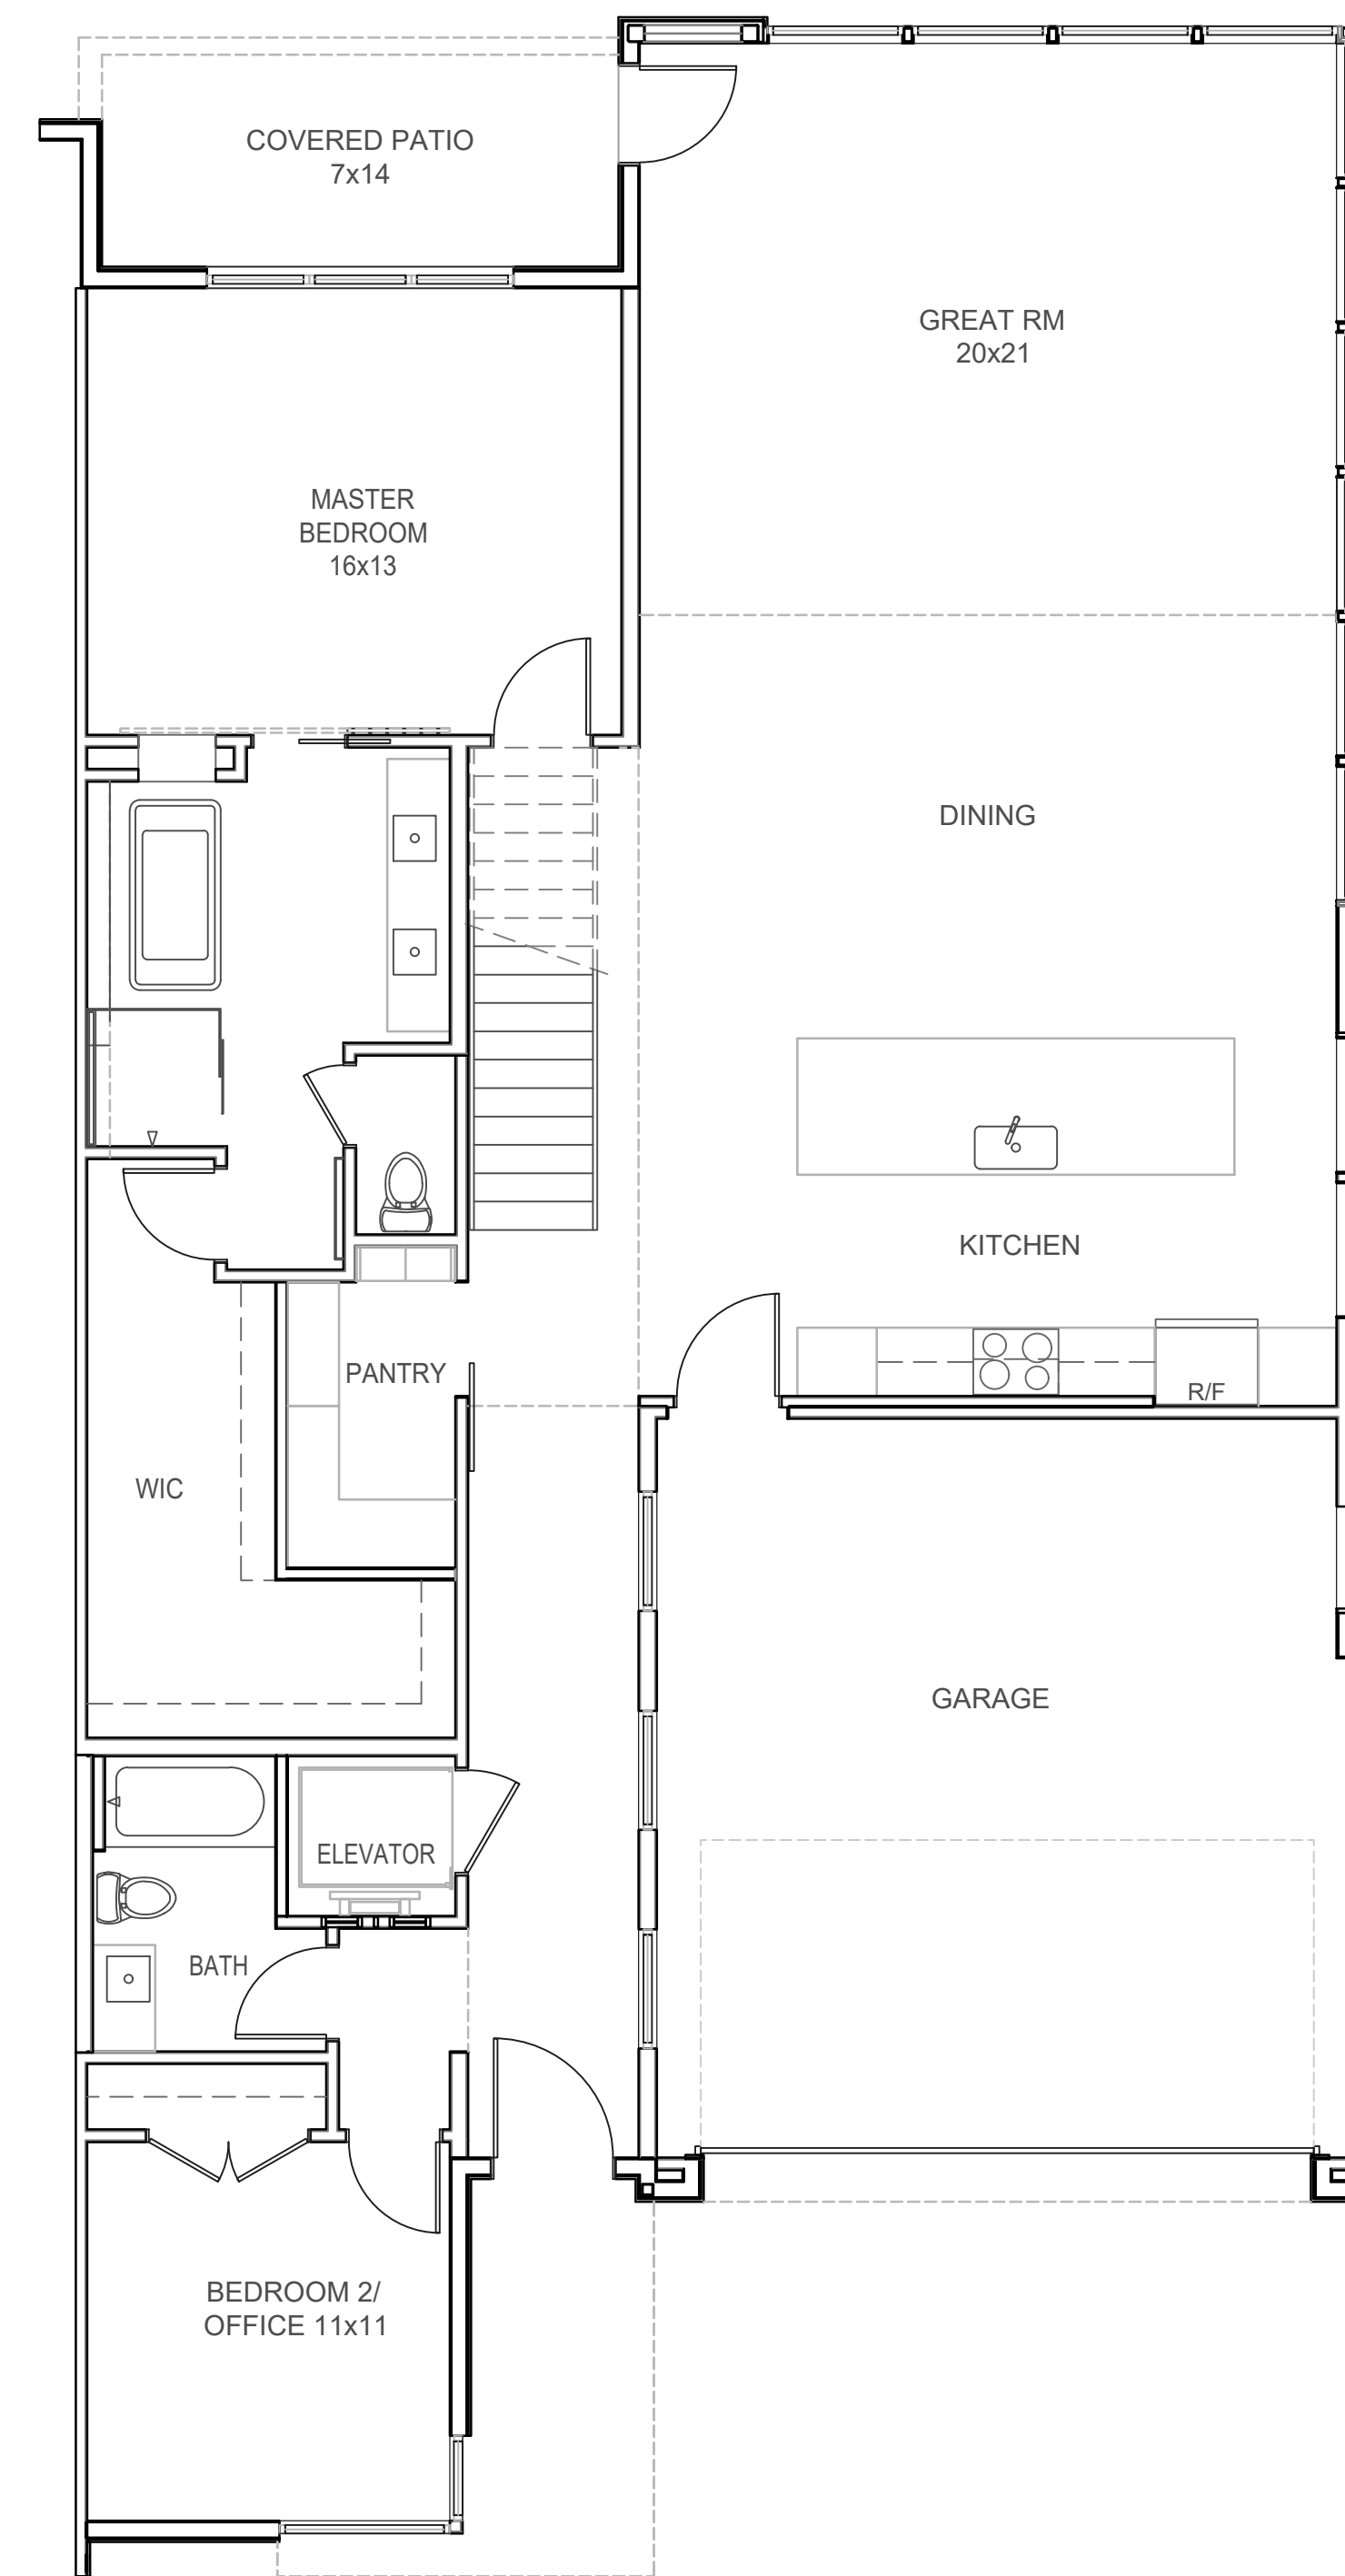 COVERED PATIO
7x14
GREAT RM
20x21
MASTER
BEDROOM
16x13
DINING
KITCHEN
PANTRY
R/F
WIC
GARAGE
ELEVATOR
BATH
BEDROOM 2/
OFFICE 11x11